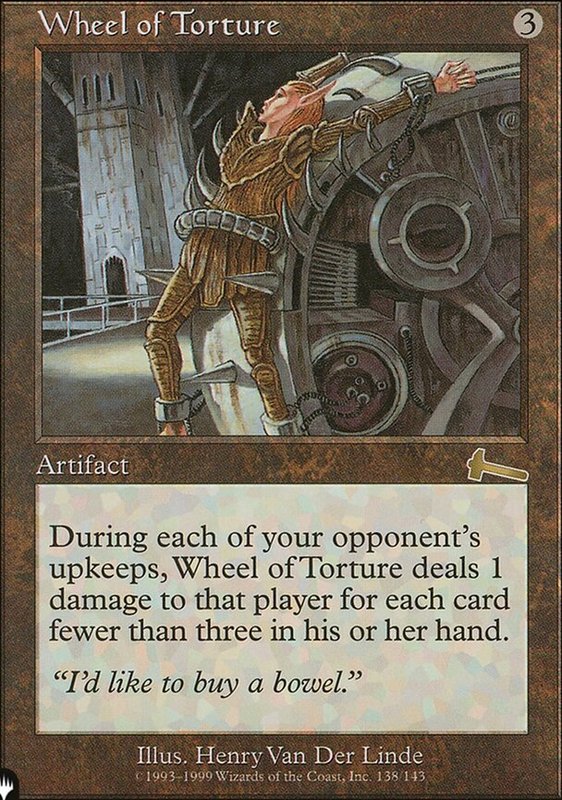 Wheel of Torture 3
Artifact
During each of your opponent's
upkeeps, Wheel of Torture deals 1
damage to that player for each card
fewer than three in his or her hand.
“I'd like to buy a bowel.”
Illus. Henry Van Der Linde
©1993–1999 Wizards of the Coast, Inc. 138/143